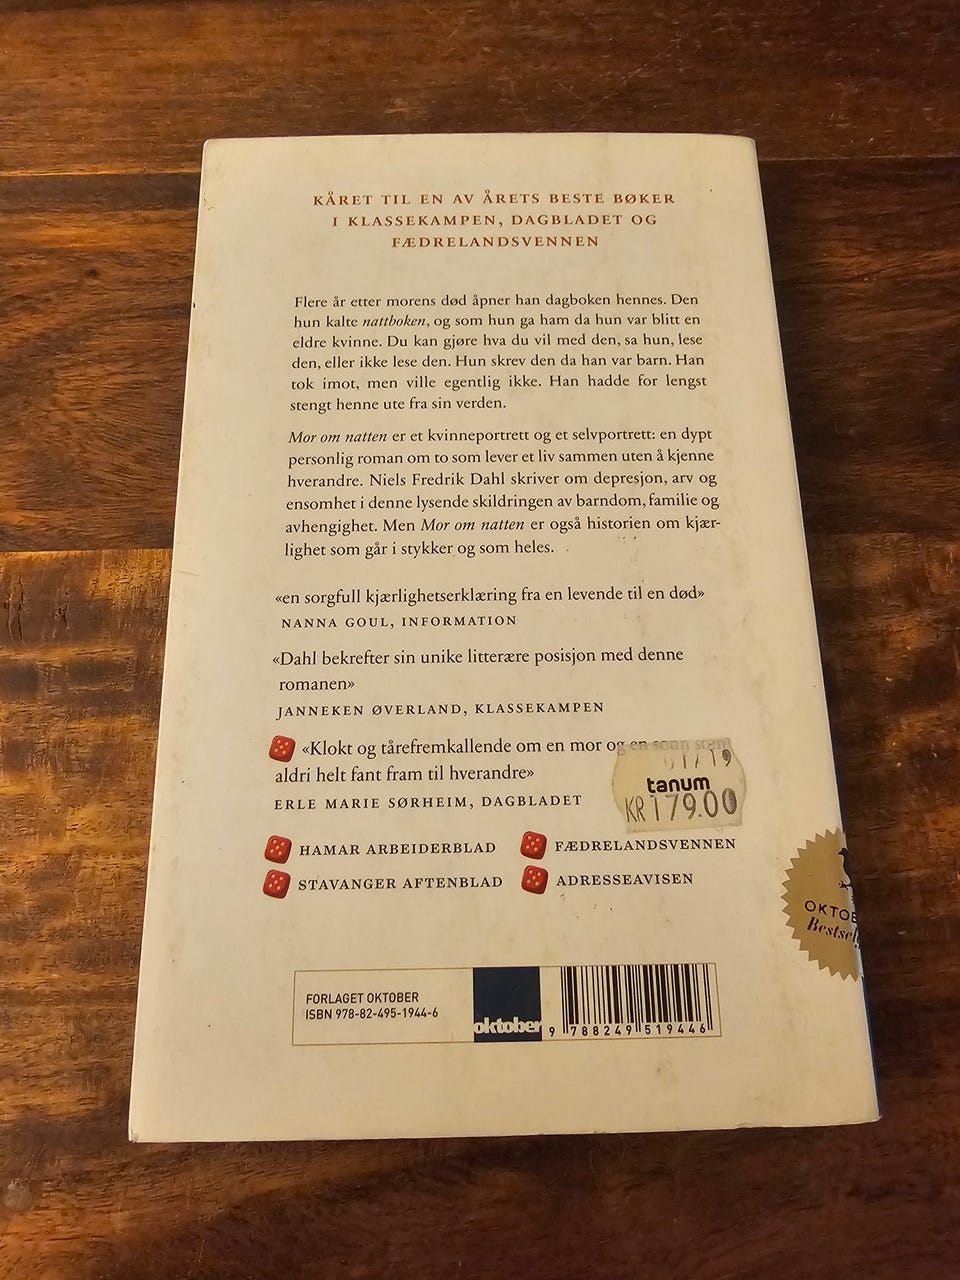 KÅRET TIL EN AV ÅRETS BESTE BØKER
I KLASSEKAMPEN, DAGBLADET OG
FÆDRELANDSVENNEN
Flere år etter morens død åpner han dagboken hennes. Den
hun kalte nattboken, og som hun ga ham da hun var blitt en
eldre kvinne. Du kan gjøre hva du vil med den, sa hun, lese
den, eller ikke lese den. Hun skrev den da han var barn. Han
tok imot, men ville egentlig ikke. Han hadde for lengst
stengt henne ute fra sin verden.
Mor om natten er et kvinneportrett og et selvportrett: en dypt
personlig roman om to som lever et liv sammen uten å kjenne
hverandre. Niels Fredrik Dahl skriver om depresjon, arv og
ensomhet i denne lysende skildringen av barndom, familie og
avhengighet. Men Mor om natten er også historien om kjær-
lighet som går i stykker og som heles.
«en sorgfull kjærlighetserklæring fra en levende til en død»
NANNA GOUL, INFORMATION
«Dahl bekrefter sin unike litterære posisjon med denne
romanen»
JANNEKEN ØVERLAND, KLASSEKAMPEN
«Klokt og tårefremkallende om en mor og en sønn som
aldri helt fant fram til hverandre»
ERLE MARIE SØRHEIM, DAGBLADET
tanum
KR 179.00
HAMAR ARBEIDERBLAD FÆDRELANDSVENNEN
STAVANGER AFTENBLAD ADRESSEAVISEN
OKTOB
Bestsel
FORLAGET OKTOBER
ISBN 978-82-495-1944-6
oktober
9 788249 519446